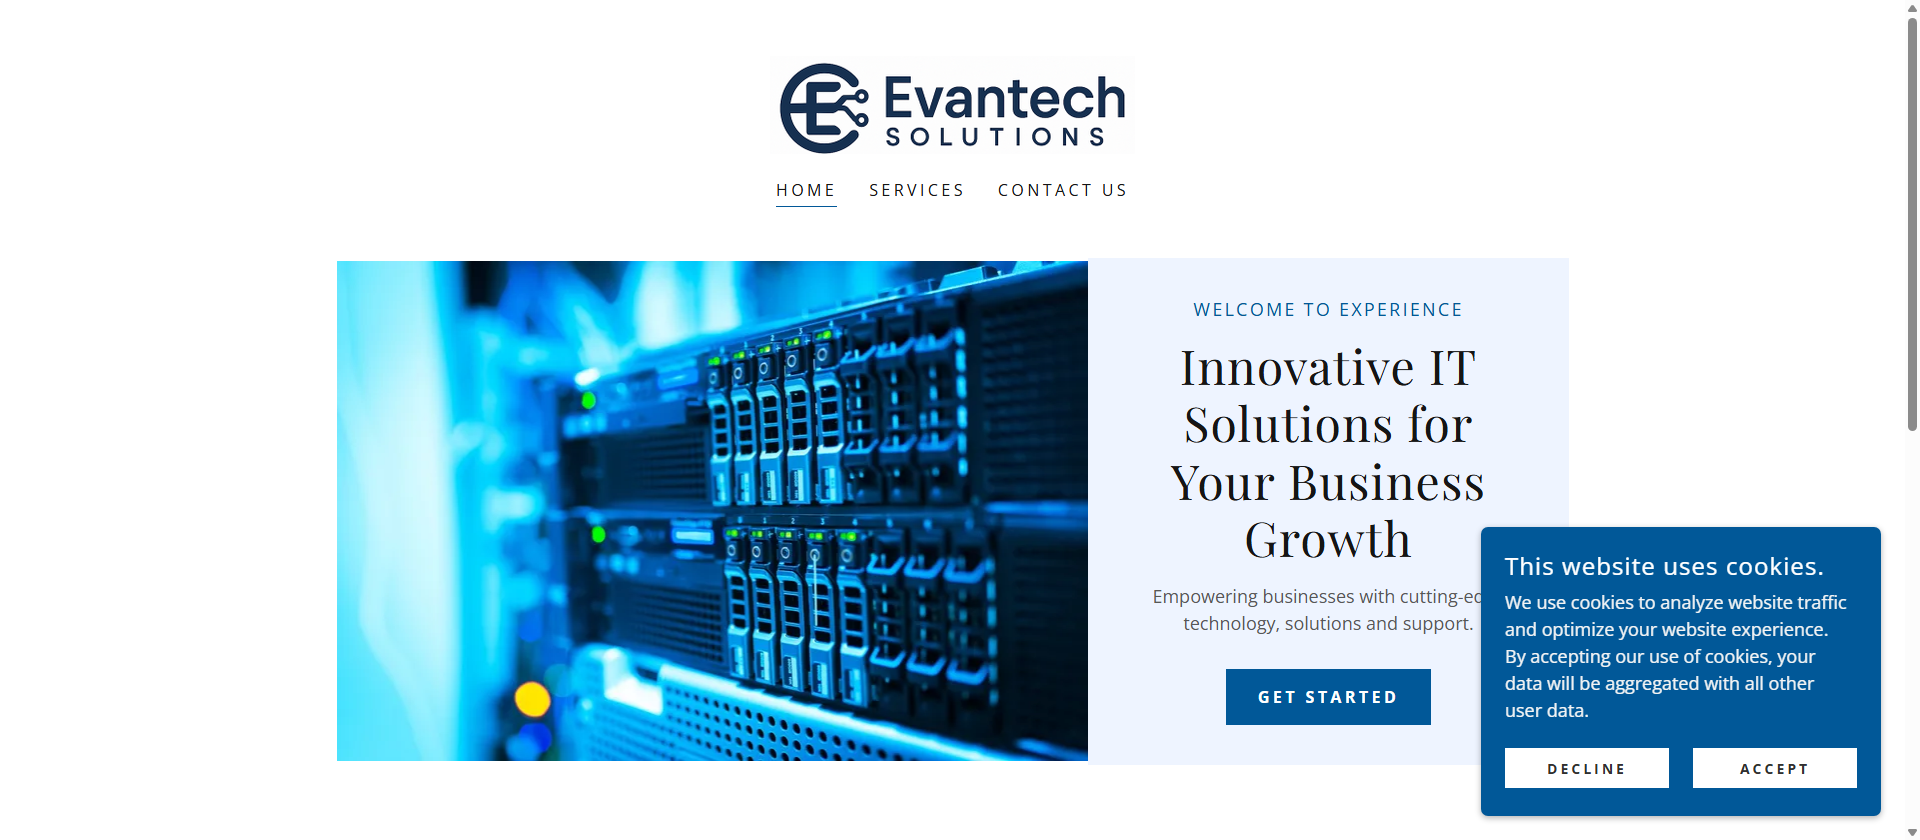 Evantech
SOLUTIONS
HOME SERVICES CONTACT US
WELCOME TO EXPERIENCE
Innovative IT
Solutions for
Your Business
Growth
Empowering businesses with
technology, solutions and support.
GET STARTED
This website uses cookies.
We use cookies to analyze website traffic
and optimize your website experience.
By accepting our use of cookies, your
data will be aggregated with all other
user data.
DECLINE ACCEPT